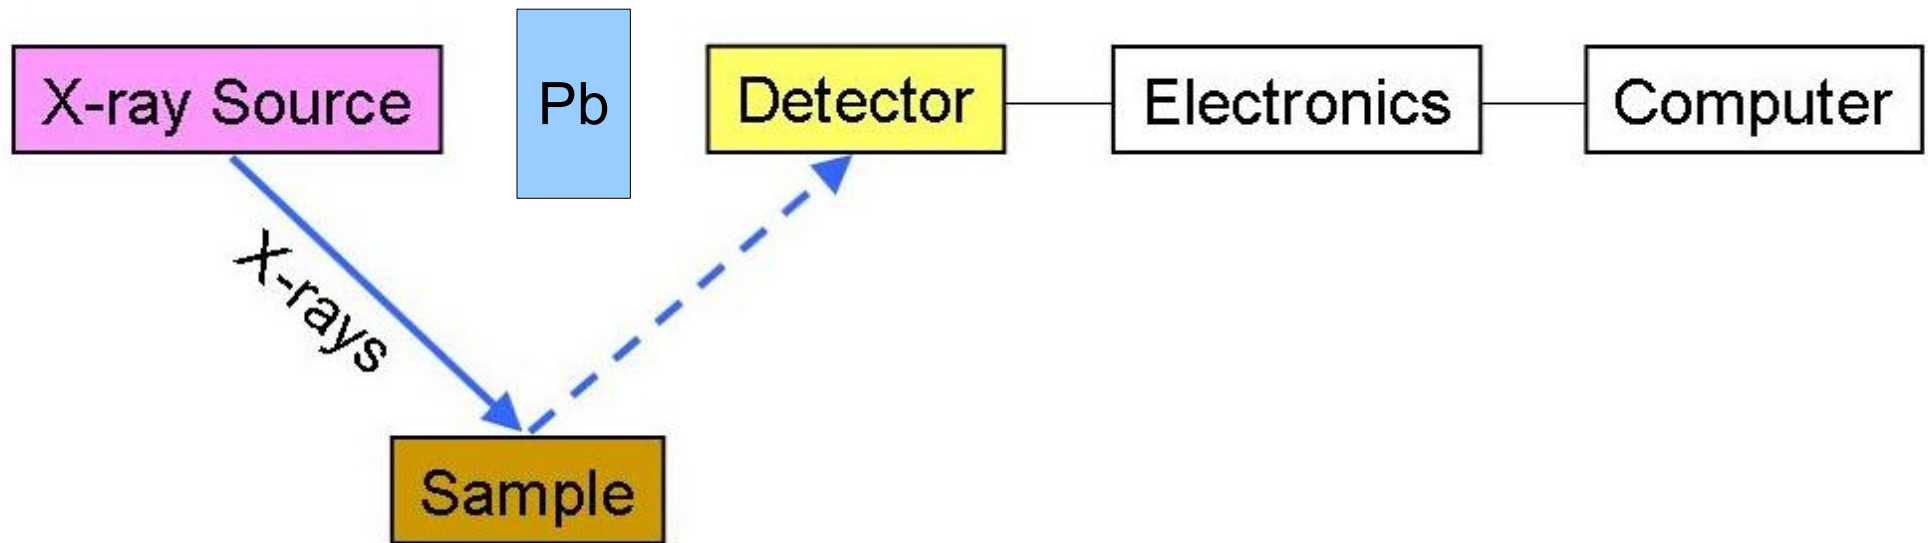 X-ray Source
Pb
Detector
Electronics
Computer
X-rays
Sample